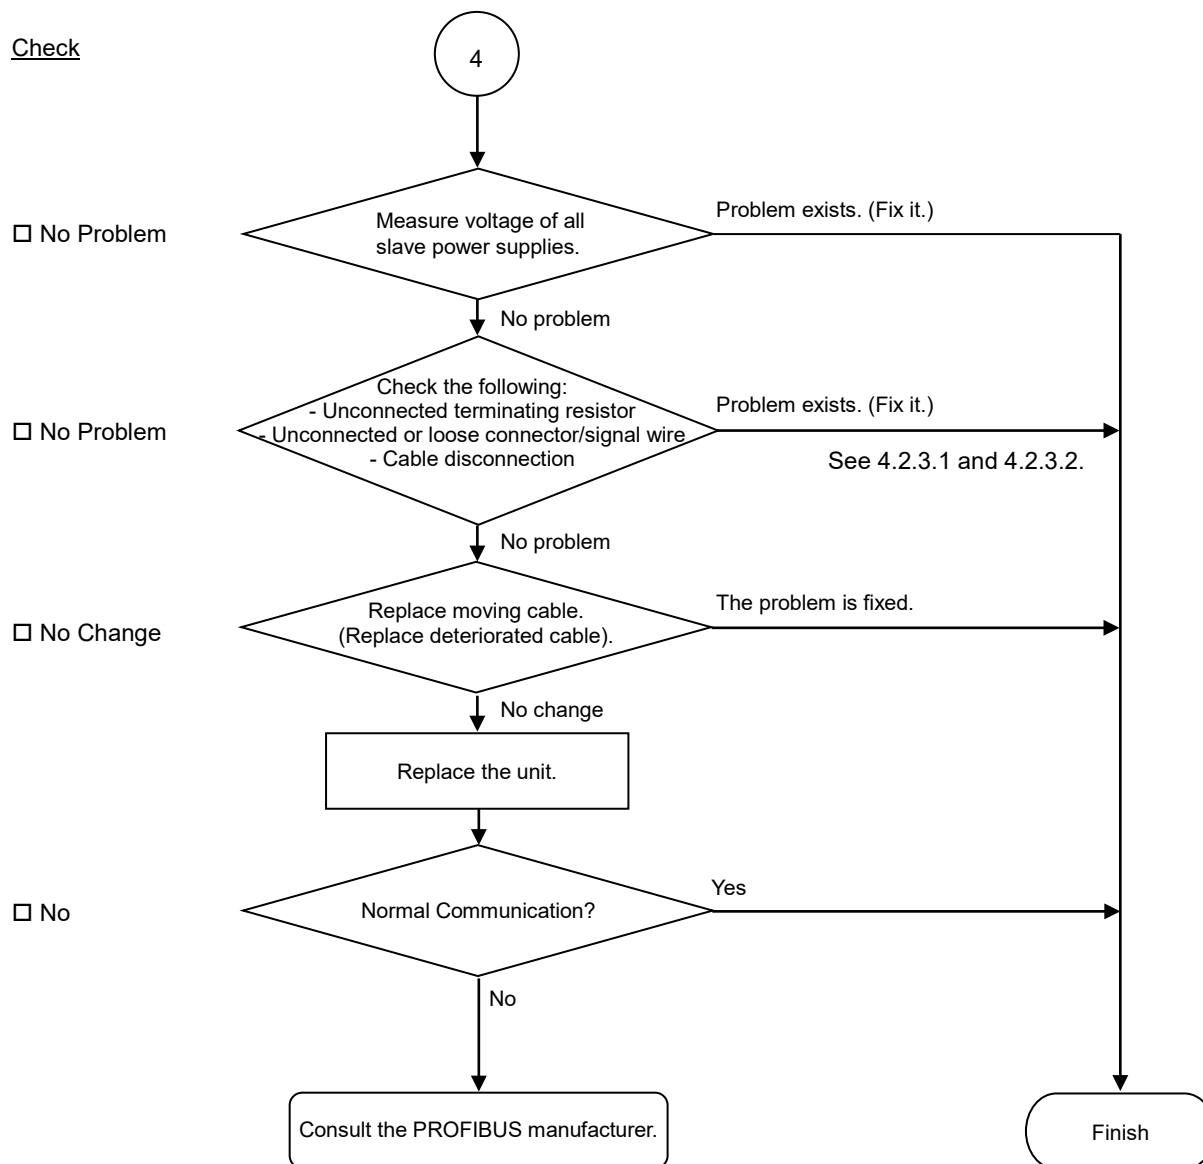 Check
4
Measure voltage of all
slave power supplies.
Problem exists. (Fix it.)
☐ No Problem
No problem
Check the following:
- Unconnected terminating resistor
- Unconnected or loose connector/signal wire
- Cable disconnection
Problem exists. (Fix it.)
☐ No Problem
See 4.2.3.1 and 4.2.3.2.
No problem
Replace moving cable.
(Replace deteriorated cable).
The problem is fixed.
☐ No Change
No change
Replace the unit.
Yes
☐ No
Normal Communication?
No
Consult the PROFIBUS manufacturer.
Finish